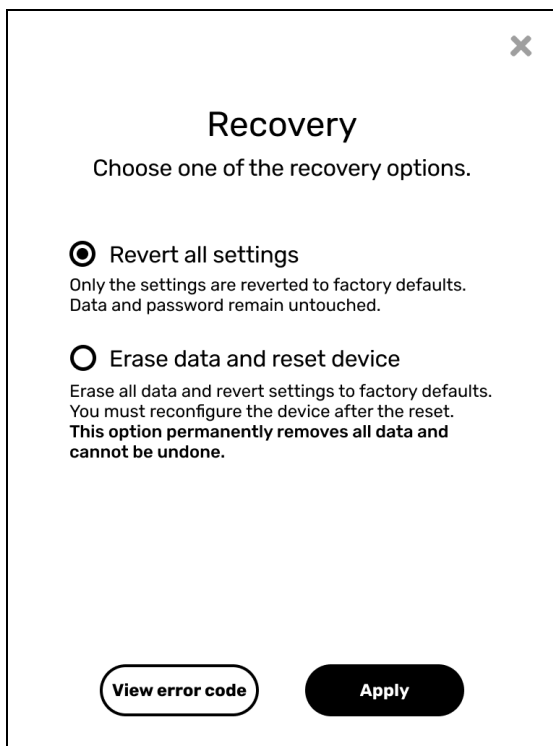 Recovery
Choose one of the recovery options.
Revert all settings
Only the settings are reverted to factory defaults.
Data and password remain untouched.
Erase data and reset device
Erase all data and revert settings to factory defaults.
You must reconfigure the device after the reset.
This option permanently removes all data and
cannot be undone.
View error code
Apply